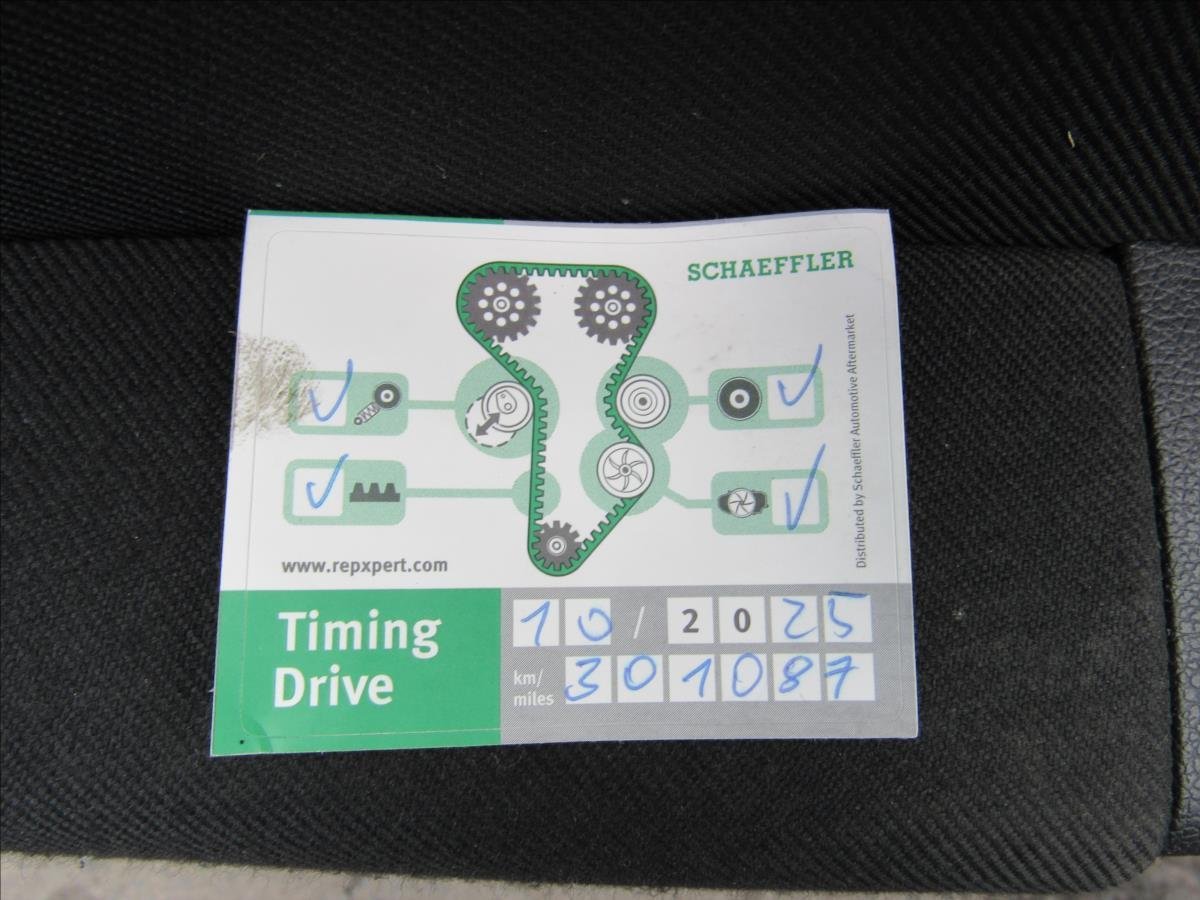 SCHAEFFLER
Distributed by Schaeffler Automotive Aftermarket
www.repxpert.com
Timing
Drive
10 / 2025
km/
miles
301087